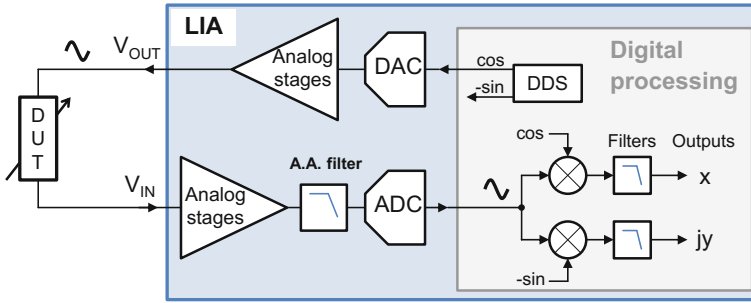 LIA
V_OUT
Analog
stages
DAC
cos
-sin
DDS
Digital
processing
D
U
T
V_IN
Analog
stages
A.A. filter
ADC
cos
Filters
Outputs
x
-sin
jy